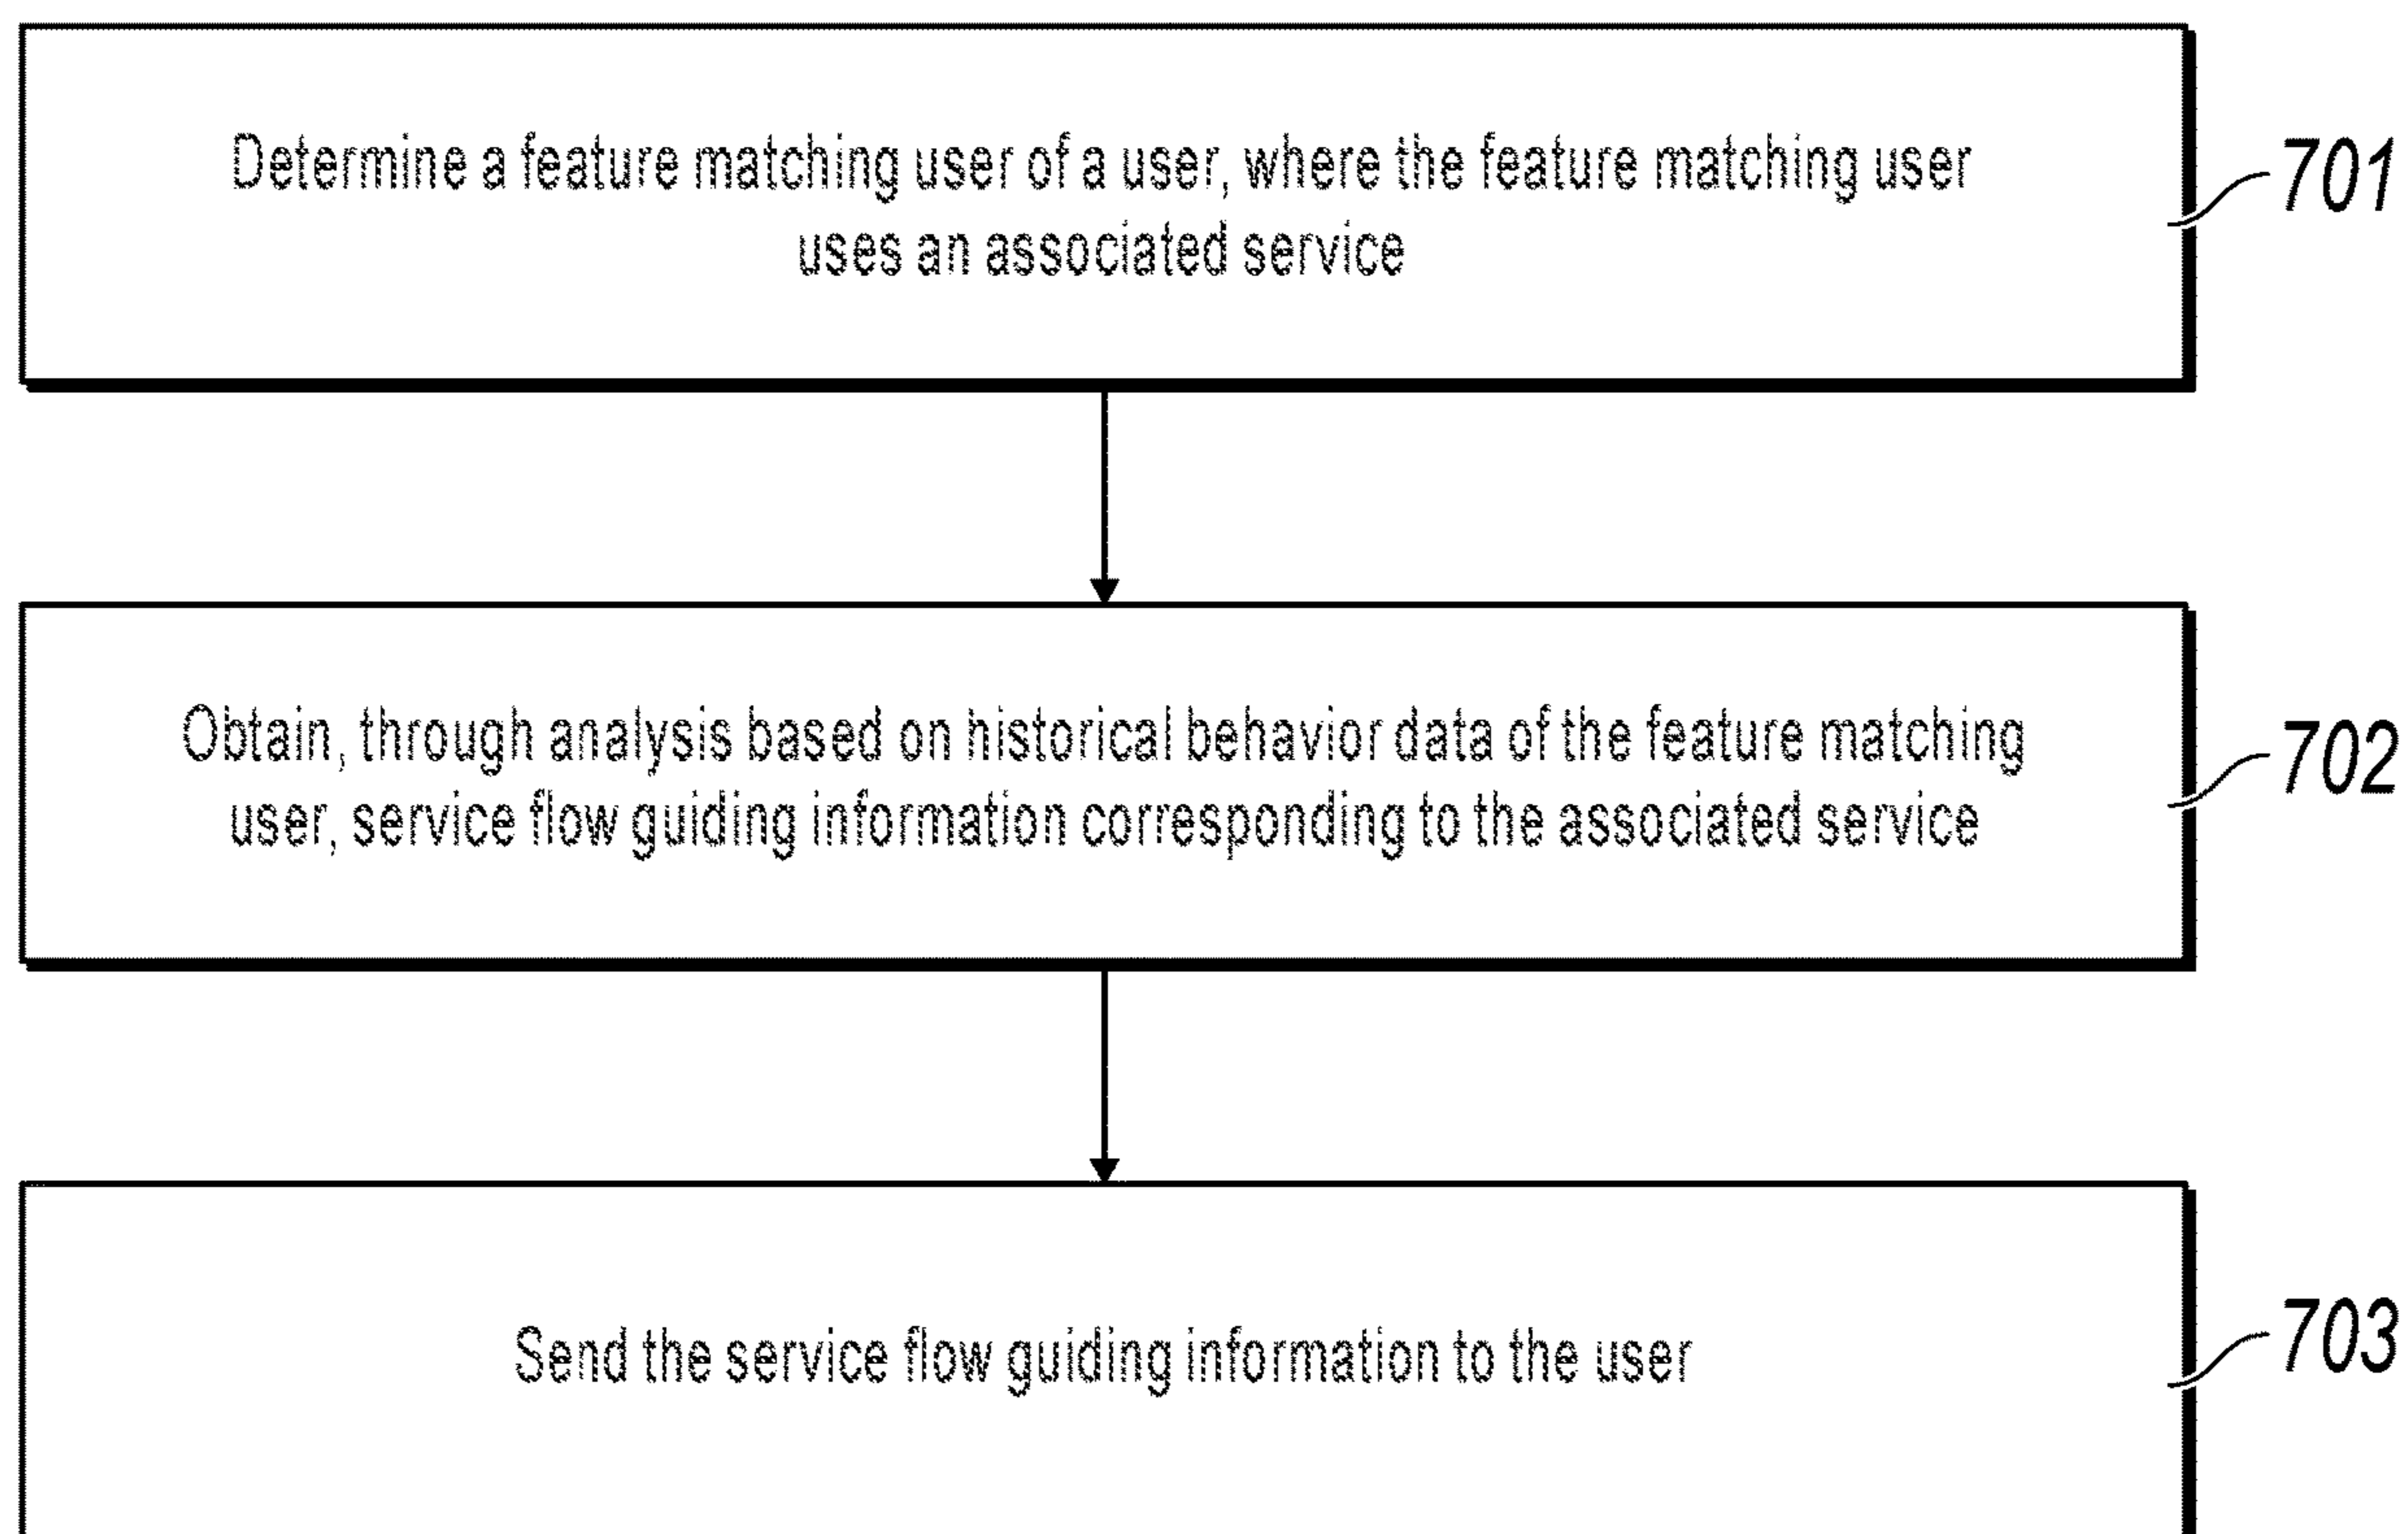 Determine a feature matching user of a user, where the feature matching user
uses an associated service
701
Obtain, through analysis based on historical behavior data of the feature matching
user, service flow guiding information corresponding to the associated service
702
Send the service flow guiding information to the user
703